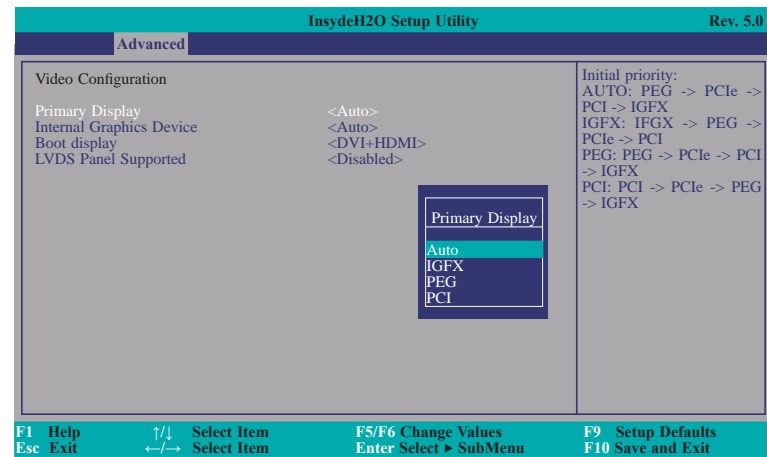 InsydeH2O Setup Utility Rev. 5.0
Advanced
Video Configuration
Primary Display <Auto>
Internal Graphics Device <Auto>
Boot display <DVI+HDMI>
LVDS Panel Supported <Disabled>
Primary Display
Auto
IGFX
PEG
PCI
Initial priority:
AUTO: PEG -> PCIe ->
PCI -> IGFX
IGFX: IFGX -> PEG ->
PCIe -> PCI
PEG: PEG -> PCIe -> PCI
-> IGFX
PCI: PCI -> PCIe -> PEG
-> IGFX
F1 Help ↑/↓ Select Item F5/F6 Change Values F9 Setup Defaults
Esc Exit ←/→ Select Item Enter Select ► SubMenu F10 Save and Exit